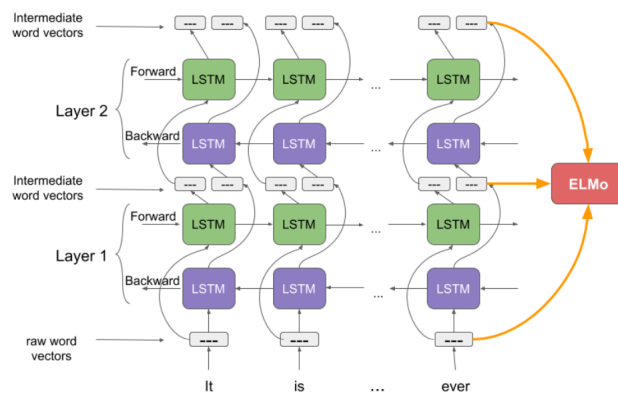 Intermediate
word vectors
--- --- --- --- --- ---
Forward LSTM LSTM ... LSTM
Layer 2
Backward LSTM LSTM ... LSTM
Intermediate
word vectors
--- --- --- --- --- ---
ELMo
Forward LSTM LSTM ... LSTM
Layer 1
Backward LSTM LSTM ... LSTM
raw word
vectors
--- --- ---
It is ... ever